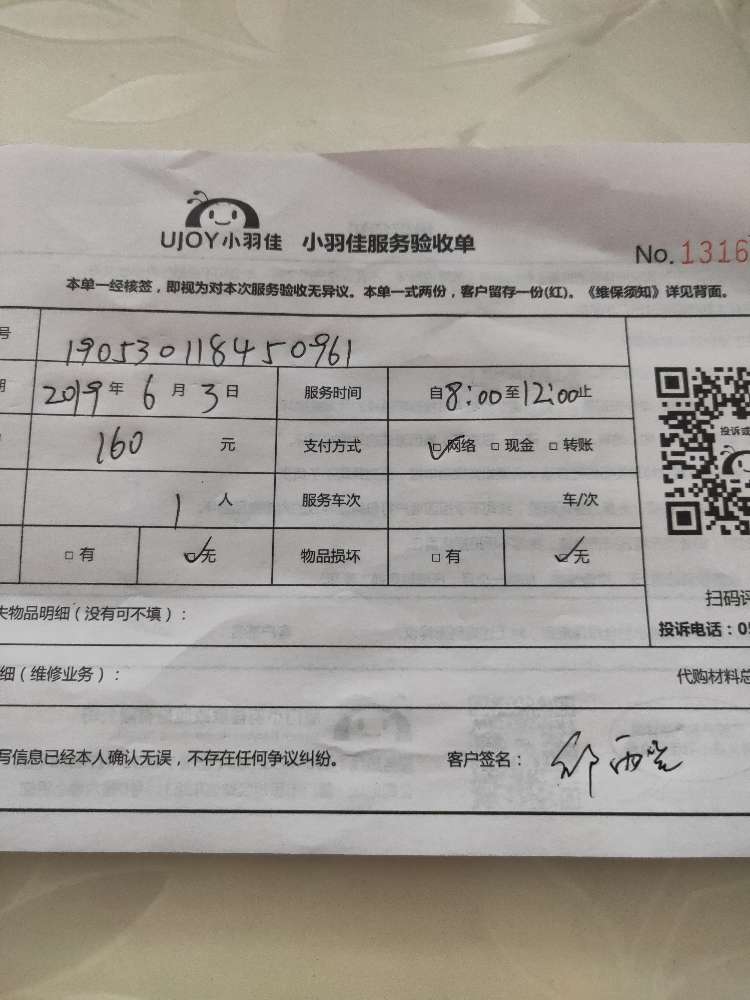 UJOY小羽佳 小羽佳服务验收单
No. 1316
本单一经核签，即视为对本次服务验收无异议。本单一式两份，客户留存一份(红)。《维保须知》详见背面。
号 190530118450961
期 2019年6月3日 服务时间 自8:00至12:00止
160元 支付方式 网络 现金 转账
1人 服务车次 车/次
有 无 物品损坏 有 无
投诉或
扫码评
失物品明细（没有可不填）：
投诉电话：05
细（维修业务）：
代购材料总
写信息已经本人确认无误，不存在任何争议纠纷。 客户签名：